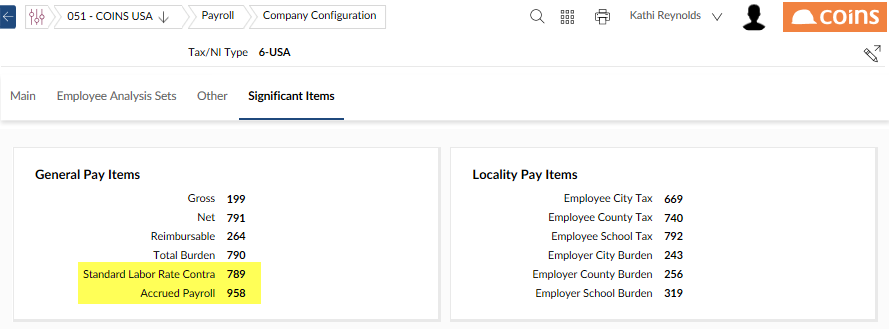 051 - COINS USA Payroll Company Configuration Kathi Reynolds coins
Tax/NI Type 6-USA
Main Employee Analysis Sets Other Significant Items
General Pay Items
Gross 199
Net 791
Reimbursable 264
Total Burden 790
Standard Labor Rate Contra 789
Accrued Payroll 958
Locality Pay Items
Employee City Tax 669
Employee County Tax 740
Employee School Tax 792
Employer City Burden 243
Employer County Burden 256
Employer School Burden 319